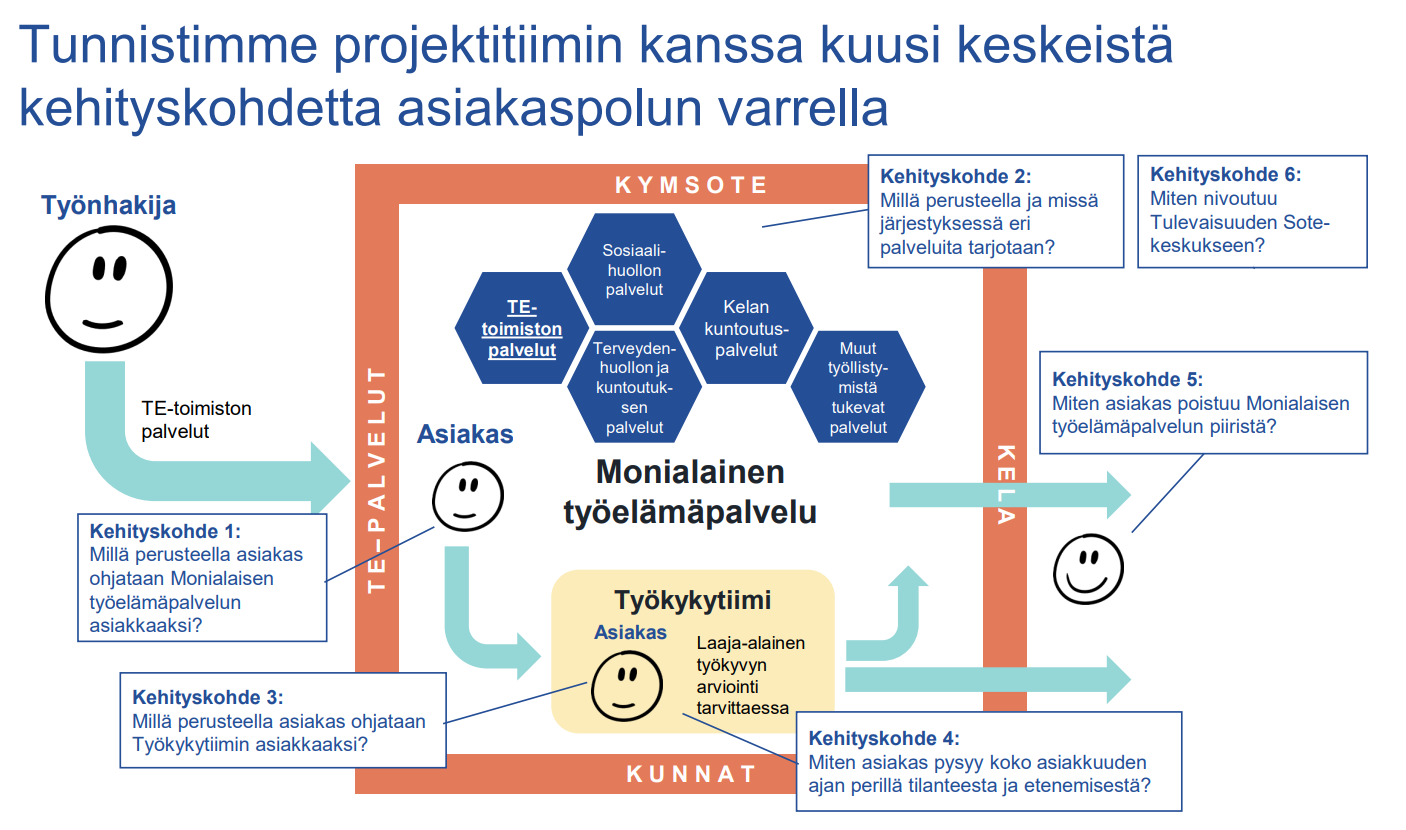 Tunnistimme projektitiimin kanssa kuusi keskeistä
kehityskohdetta asiakaspolun varrella
Työnhakija
TE-toimiston
palvelut
Kehityskohde 1:
Millä perusteella asiakas
ohjataan Monialaisen
työelämäpalvelun
asiakkaaksi?
TE–PALVELUT
KYMSOTE
Kehityskohde 2:
Millä perusteella ja missä
järjestyksessä eri
palveluita tarjotaan?
Kehityskohde 6:
Miten nivoutuu
Tulevaisuuden Sote-
keskukseen?
TE-
toimiston
palvelut
Sosiaali-
huollon
palvelut
Terveyden-
huollon ja
kuntoutuk-
sen
palvelut
Kelan
kuntoutus-
palvelut
Muut
työllisty-
mistä
tukevat
palvelut
Asiakas
Monialainen
työelämäpalvelu
KELA
Kehityskohde 5:
Miten asiakas poistuu Monialaisen
työelämäpalvelun piiristä?
Työkykytiimi
Asiakas
Laaja-alainen
työkyvyn
arviointi
tarvittaessa
Kehityskohde 3:
Millä perusteella asiakas ohjataan
Työkykytiimin asiakkaaksi?
Kehityskohde 4:
Miten asiakas pysyy koko asiakkuuden
ajan perillä tilanteesta ja etenemisestä?
KUNNAT